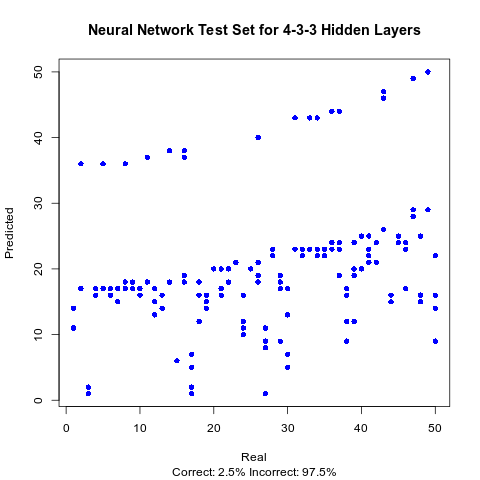 Neural Network Test Set for 4-3-3 Hidden Layers
50
40
30
20
10
0
Predicted
0 10 20 30 40 50
Real
Correct: 2.5% Incorrect: 97.5%